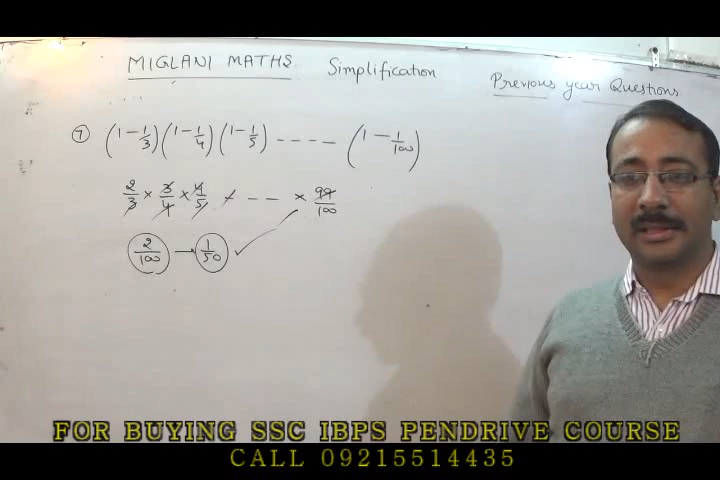 MIGLANI MATHS Simplification Previous year Questions
⑦ (1 - 1/3) (1 - 1/4) (1 - 1/5) - - - - - (1 - 1/100)
2/3 × 3/4 × 4/5 × - - - × 99/100
2/100 → 1/50 ✓
FOR BUYING SSC IBPS PENDRIVE COURSE
CALL 09215514435